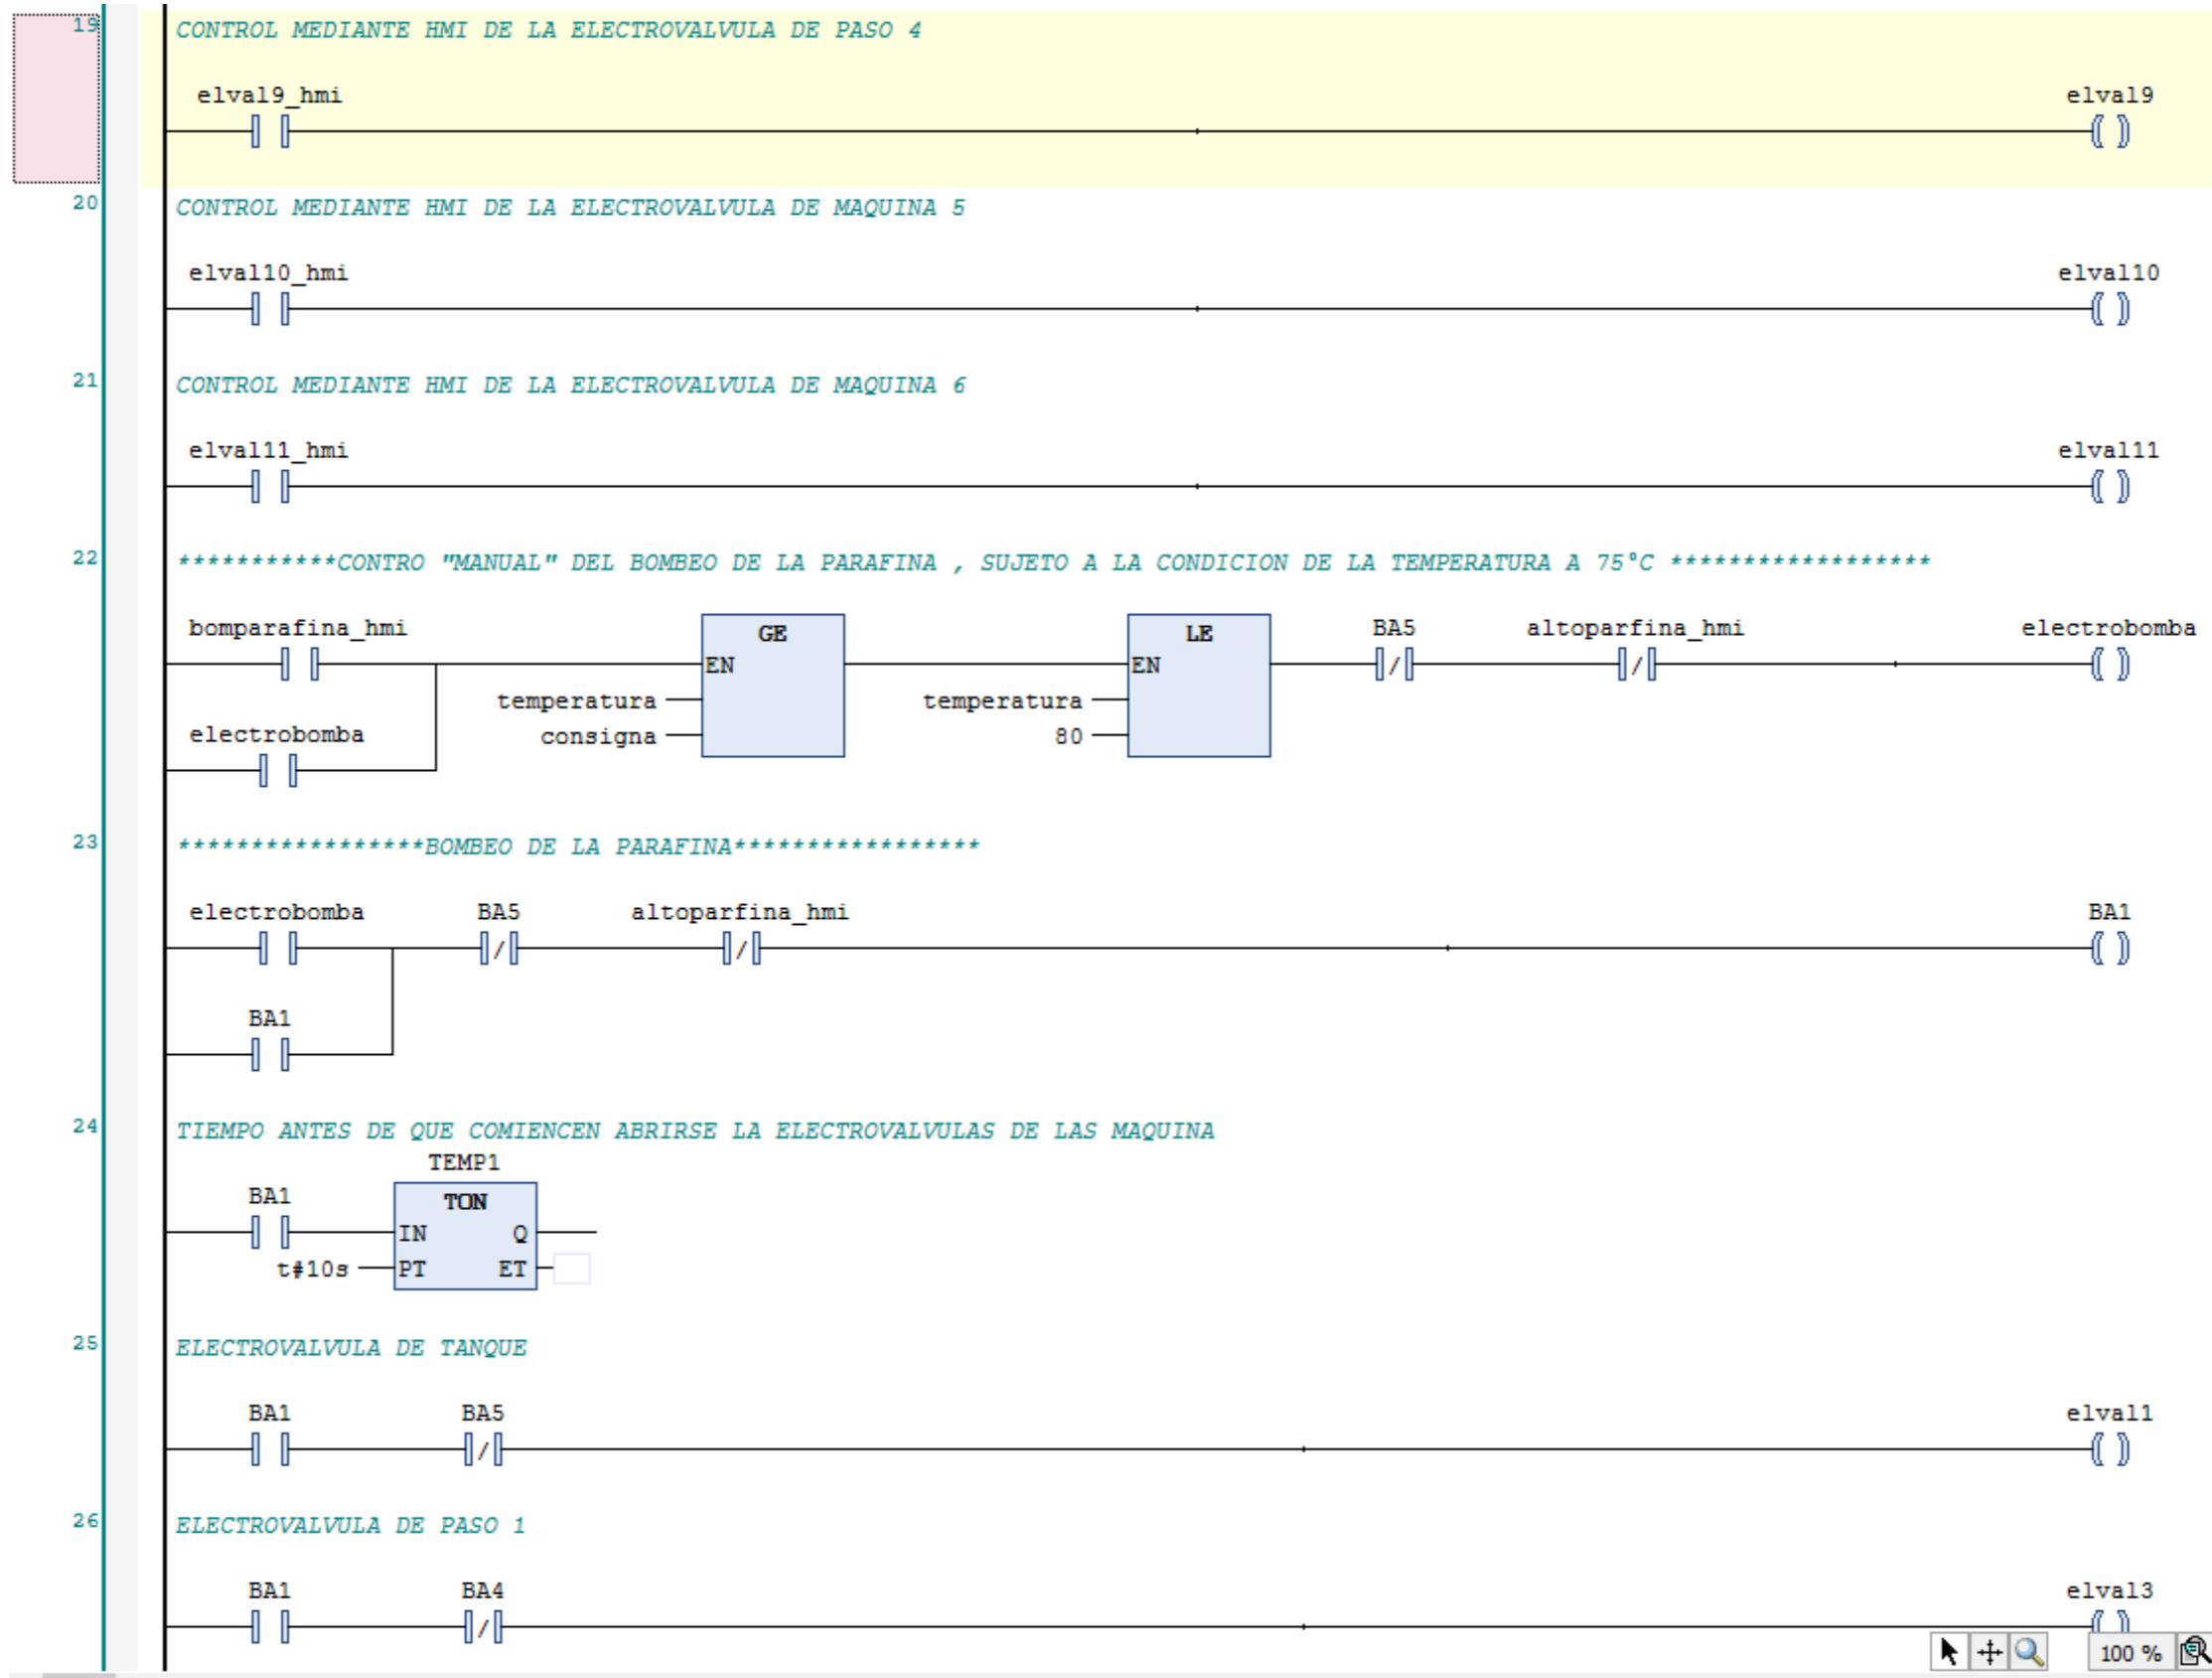 19
CONTROL MEDIANTE HMI DE LA ELECTROVALVULA DE PASO 4
elval9_hmi elval9
20
CONTROL MEDIANTE HMI DE LA ELECTROVALVULA DE MAQUINA 5
elval10_hmi elval10
21
CONTROL MEDIANTE HMI DE LA ELECTROVALVULA DE MAQUINA 6
elval11_hmi elval11
22
***********CONTRO "MANUAL" DEL BOMBEO DE LA PARAFINA , SUJETO A LA CONDICION DE LA TEMPERATURA A 75°C ******************
bomparafina_hmi GE LE BA5 altoparfina_hmi electrobomba
EN EN
temperatura temperatura
electrobomba consigna 80
23
*****************BOMBEO DE LA PARAFINA*****************
electrobomba BA5 altoparfina_hmi BA1
BA1
24
TIEMPO ANTES DE QUE COMIENCEN ABRIRSE LA ELECTROVALVULAS DE LAS MAQUINA
TEMP1
BA1 TON
IN Q
t#10s PT ET
25
ELECTROVALVULA DE TANQUE
BA1 BA5 elval1
26
ELECTROVALVULA DE PASO 1
BA1 BA4 elval3
100 %